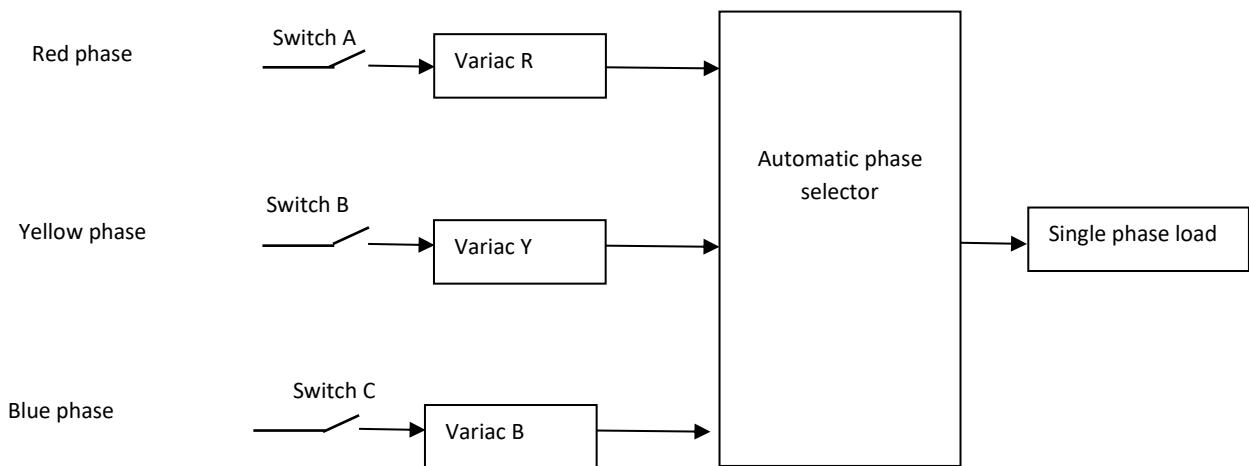 Red phase
Switch A
Variac R
Automatic phase
selector
Yellow phase
Switch B
Variac Y
Single phase load
Blue phase
Switch C
Variac B